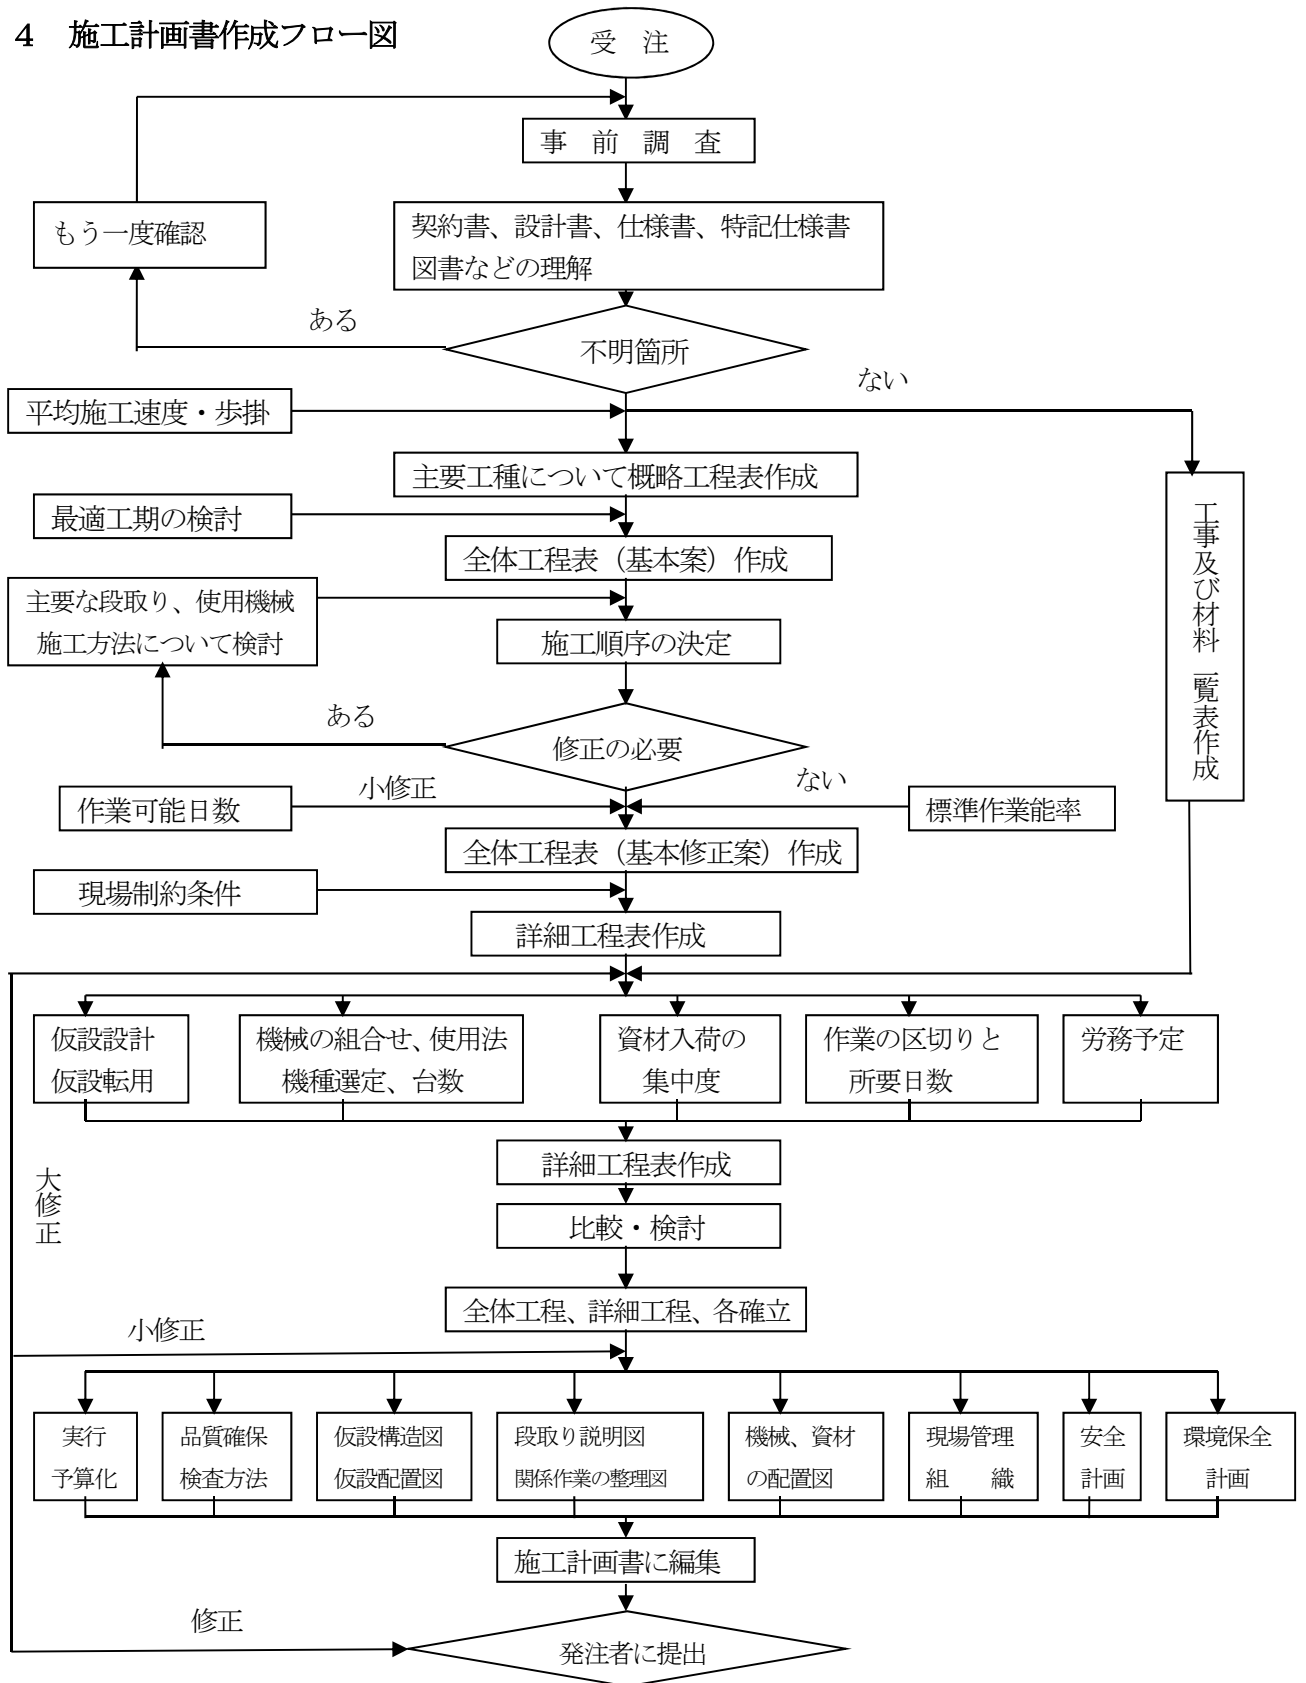 4 施工計画書作成フロー図
受 注
事 前 調 査
もう一度確認
契約書、設計書、仕様書、特記仕様書
図書などの理解
ある
不明箇所
ない
平均施工速度・歩掛
主要工種について概略工程表作成
最適工期の検討
工事及び材料一覧表作成
全体工程表（基本案）作成
主要な段取り、使用機械
施工方法について検討
施工順序の決定
ある
修正の必要
小修正
ない
作業可能日数
標準作業能率
全体工程表（基本修正案）作成
現場制約条件
詳細工程表作成
仮設設計
仮設転用
機械の組合せ、使用法
機種選定、台数
資材入荷の
集中度
作業の区切りと
所要日数
労務予定
詳細工程表作成
大修正
比較・検討
全体工程、詳細工程、各確立
小修正
実行
予算化
品質確保
検査方法
仮設構造図
仮設配置図
段取り説明図
関係作業の整理図
機械、資材
の配置図
現場管理
組 織
安全
計画
環境保全
計画
施工計画書に編集
修正
発注者に提出